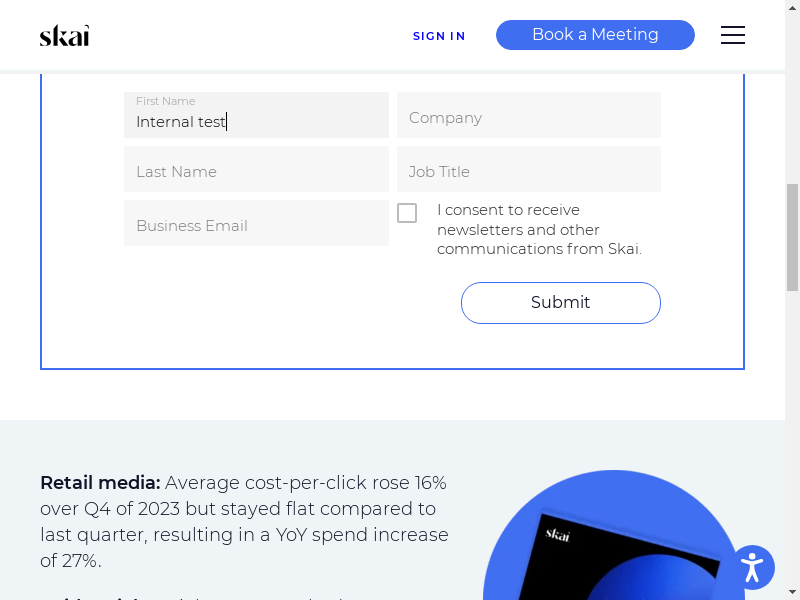 skai
SIGN IN
Book a Meeting
First Name
Internal test
Company
Last Name
Job Title
Business Email
I consent to receive
newsletters and other
communications from Skai.
Submit
Retail media: Average cost-per-click rose 16%
over Q4 of 2023 but stayed flat compared to
last quarter, resulting in a YoY spend increase
of 27%.
skai